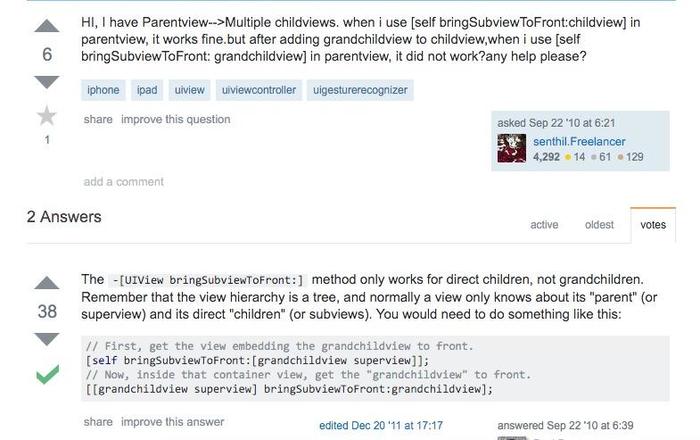 HI, I have Parentview-->Multiple childviews. when i use [self bringSubviewToFront:childview] in
parentview, it works fine.but after adding grandchildview to childview,when i use [self
bringSubviewToFront: grandchildview] in parentview, it did not work?any help please?
6
iphone ipad uiview uiviewcontroller uigesturerecognizer
share improve this question
1
asked Sep 22 '10 at 6:21
senthil.Freelancer
4,292 14 61 129
add a comment
2 Answers
active oldest votes
The -[UIView bringSubviewToFront:] method only works for direct children, not grandchildren.
Remember that the view hierarchy is a tree, and normally a view only knows about its "parent" (or
superview) and its direct "children" (or subviews). You would need to do something like this:
38
// First, get the view embedding the grandchildview to front.
[self bringSubviewToFront:[grandchildview superview]];
// Now, inside that container view, get the "grandchildview" to front.
[[grandchildview superview] bringSubviewToFront:grandchildview];
share improve this answer
edited Dec 20 '11 at 17:17
answered Sep 22 '10 at 6:39